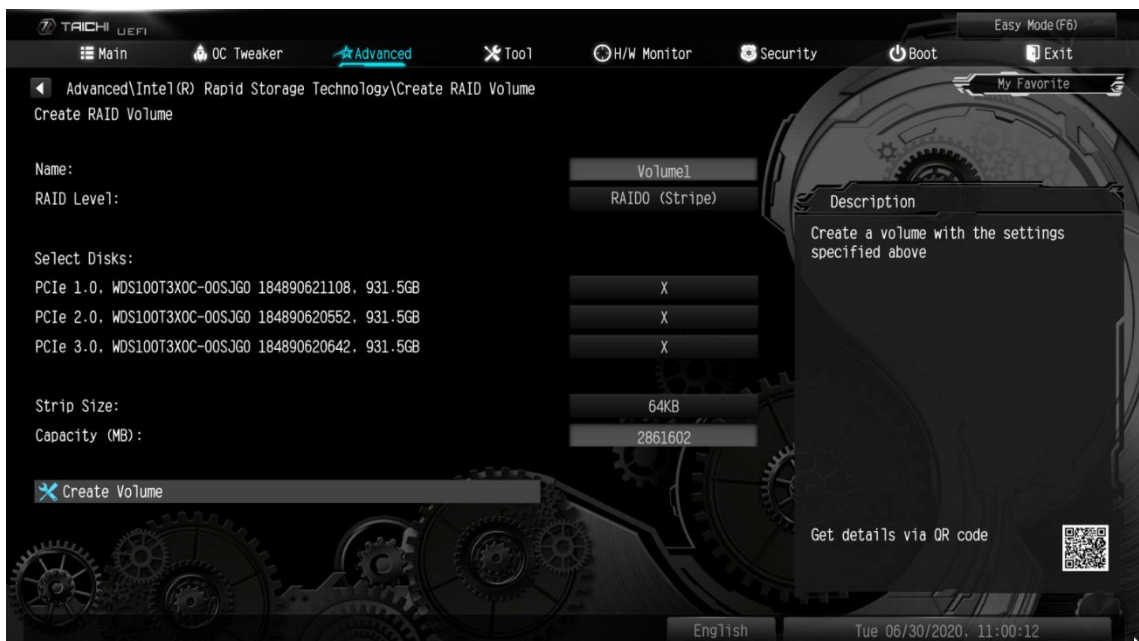 TAICHI UEFI
Easy Mode(F6)
Main OC Tweaker Advanced Tool H/W Monitor Security Boot Exit
Advanced\Intel(R) Rapid Storage Technology\Create RAID Volume
My Favorite
Create RAID Volume
Name: Volume1
RAID Level: RAID0 (Stripe)
Description
Create a volume with the settings
specified above
Select Disks:
PCIe 1.0, WDS100T3X0C-00SJG0 184890621108, 931.5GB X
PCIe 2.0, WDS100T3X0C-00SJG0 184890620552, 931.5GB X
PCIe 3.0, WDS100T3X0C-00SJG0 184890620642, 931.5GB X
Strip Size: 64KB
Capacity (MB): 2861602
Create Volume
Get details via QR code
English Tue 06/30/2020, 11:00:12